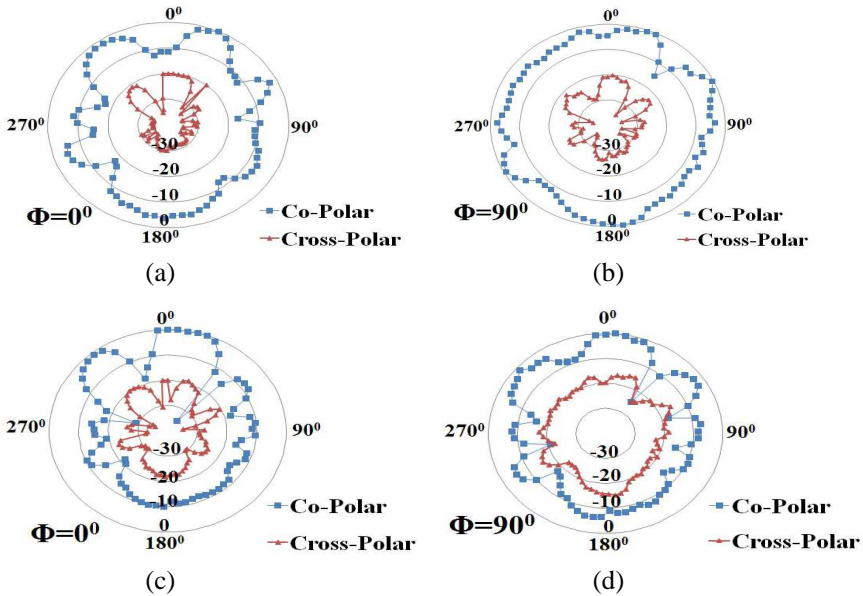 0⁰
270⁰
90⁰
-30
-20
-10
0
180⁰
Φ=0⁰
Co-Polar
Cross-Polar
(a)
0⁰
270⁰
90⁰
-30
-20
-10
0
180⁰
Φ=90⁰
Co-Polar
Cross-Polar
(b)
0⁰
270⁰
90⁰
-30
-20
-10
0
180⁰
Φ=0⁰
Co-Polar
Cross-Polar
(c)
0⁰
270⁰
90⁰
-30
-20
-10
0
180⁰
Φ=90⁰
Co-Polar
Cross-Polar
(d)